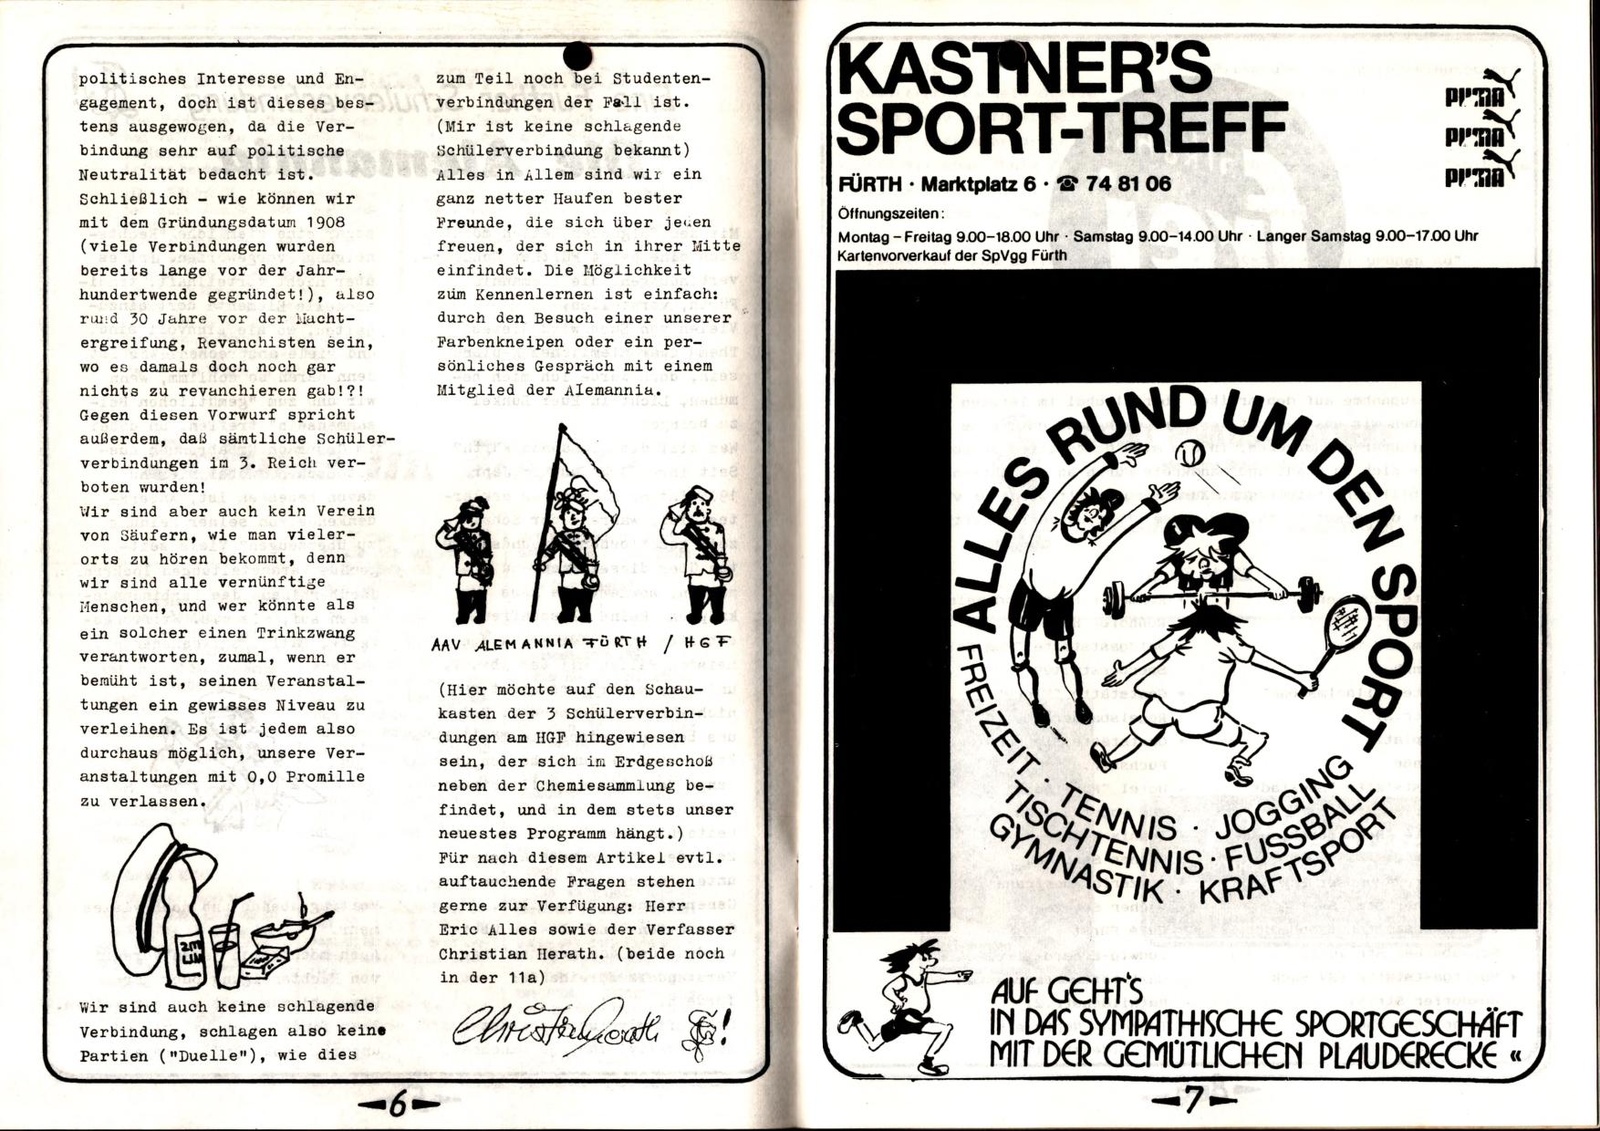 politisches Interesse und En-
gagement, doch ist dieses bes-
tens ausgewogen, da die Ver-
bindung sehr auf politische
Neutralität bedacht ist.
Schließlich - wie können wir
mit dem Gründungsdatum 1908
(viele Verbindungen wurden
bereits lange vor der Jahr-
hundertwende gegründet!), also
rund 30 Jahre vor der Macht-
ergreifung, Revanchisten sein,
wo es damals doch noch gar
nichts zu revanchieren gab!?!
Gegen diesen Vorwurf spricht
außerdem, daß sämtliche Schüler-
verbindungen im 3. Reich ver-
boten wurden!
Wir sind aber auch kein Verein
von Säufern, wie man vieler-
orts zu hören bekommt, denn
wir sind alle vernünftige
Menschen, und wer könnte als
ein solcher einen Trinkzwang
verantworten, zumal, wenn er
bemüht ist, seinen Veranstal-
tungen ein gewisses Niveau zu
verleihen. Es ist jedem also
durchaus möglich, unsere Ver-
anstaltungen mit 0,0 Promille
zu verlassen.
Wir sind auch keine schlagende
Verbindung, schlagen also keine
Partien ("Duelle"), wie dies
zum Teil noch bei Studenten-
verbindungen der Fall ist.
(Mir ist keine schlagende
Schülerverbindung bekannt)
Alles in Allem sind wir ein
ganz netter Haufen bester
Freunde, die sich über jeden
freuen, der sich in ihrer Mitte
einfindet. Die Möglichkeit
züm Kennenlernen ist einfach:
durch den Besuch einer unserer
Farbenkneipen oder ein per-
sönliches Gespräch mit einem
Mitglied der Alemannia.
AAV ALEMANNIA FÜRTH / HGF
(Hier möchte auf den Schau-
kasten der 3 Schülerverbin-
dungen am HGF hingewiesen
sein, der sich im Erdgeschoß
neben der Chemiesammlung be-
findet, und in dem stets unser
neuestes Programm hängt.)
Für nach diesem Artikel evtl.
auftauchende Fragen stehen
gerne zur Verfügung: Herr
Eric Alles sowie der Verfasser
Christian Herath. (beide noch
in der 11a)
Christian Herath
6
KASTNER'S
SPORT-TREFF
PUMA
PUMA
PUMA
FÜRTH · Marktplatz 6 · ☎ 74 81 06
Öffnungszeiten:
Montag – Freitag 9.00–18.00 Uhr · Samstag 9.00–14.00 Uhr · Langer Samstag 9.00–17.00 Uhr
Kartenvorverkauf der SpVgg Fürth
ALLES RUND UM DEN SPORT
FREIZEIT · TENNIS · JOGGING
TISCHTENNIS · FUSSBALL
GYMNASTIK · KRAFTSPORT
AUF GEHT'S
IN DAS SYMPATHISCHE SPORTGESCHÄFT
MIT DER GEMÜTLICHEN PLAUDERECKE «
7